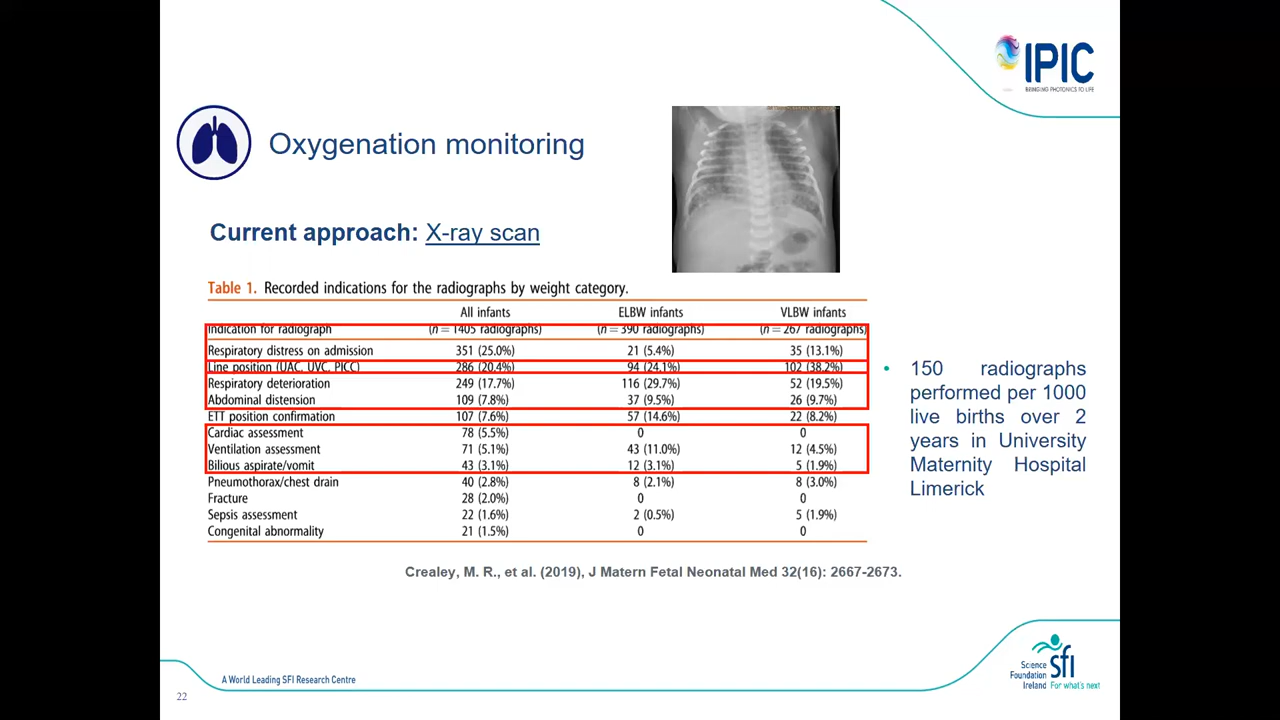 IPIC
BRINGING PHOTONICS TO LIFE
Oxygenation monitoring
Current approach: X-ray scan
Table 1. Recorded indications for the radiographs by weight category.
All infants ELBW infants VLBW infants
Indication for radiograph (n = 1405 radiographs) (n = 390 radiographs) (n = 267 radiographs)
Respiratory distress on admission 351 (25.0%) 21 (5.4%) 35 (13.1%)
Line position (UAC, UVC, PICC) 286 (20.4%) 94 (24.1%) 102 (38.2%)
Respiratory deterioration 249 (17.7%) 116 (29.7%) 52 (19.5%)
Abdominal distension 109 (7.8%) 37 (9.5%) 26 (9.7%)
ETT position confirmation 107 (7.6%) 57 (14.6%) 22 (8.2%)
Cardiac assessment 78 (5.5%) 0 0
Ventilation assessment 71 (5.1%) 43 (11.0%) 12 (4.5%)
Bilious aspirate/vomit 43 (3.1%) 12 (3.1%) 5 (1.9%)
Pneumothorax/chest drain 40 (2.8%) 8 (2.1%) 8 (3.0%)
Fracture 28 (2.0%) 0 0
Sepsis assessment 22 (1.6%) 2 (0.5%) 5 (1.9%)
Congenital abnormality 21 (1.5%) 0 0
• 150 radiographs
performed per 1000
live births over 2
years in University
Maternity Hospital
Limerick
Crealey, M. R., et al. (2019), J Matern Fetal Neonatal Med 32(16): 2667-2673.
A World Leading SFI Research Centre
22
Science
Foundation
Ireland
sfi
For what's next